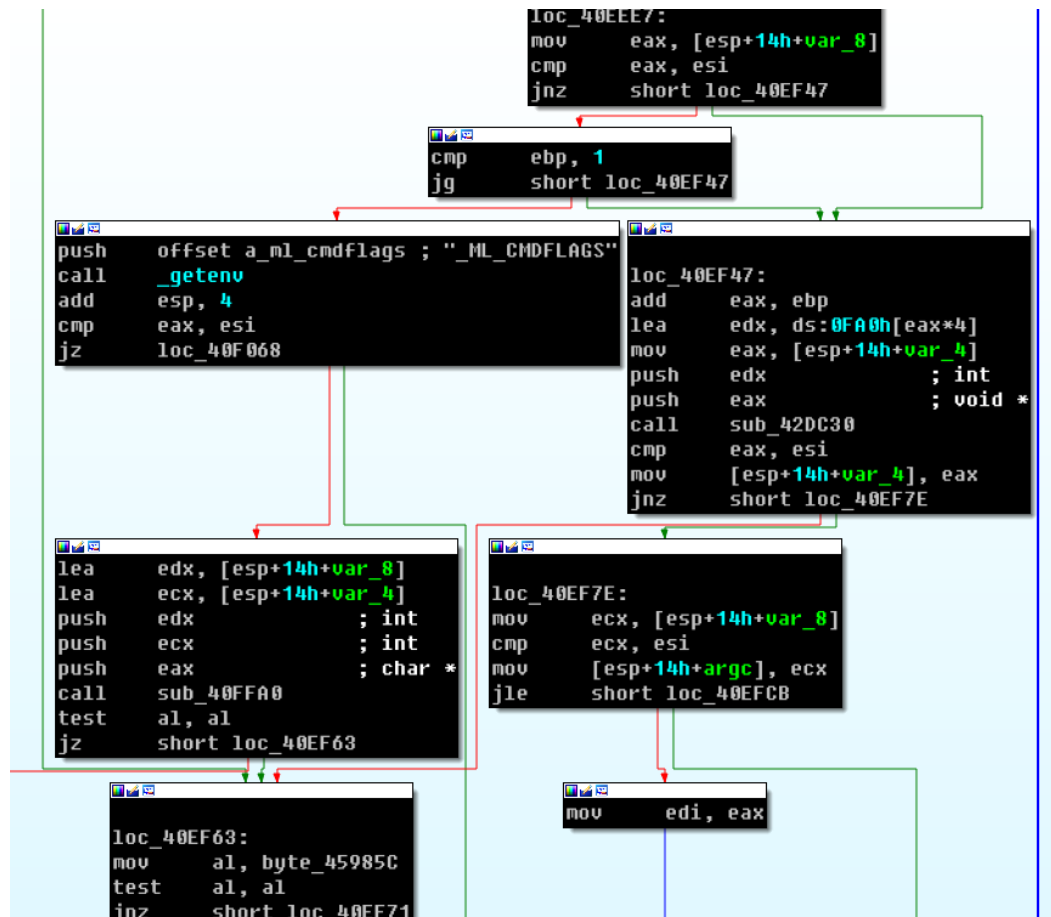 loc_40EEE7:
mov eax, [esp+14h+var_8]
cmp eax, esi
jnz short loc_40EF47
cmp ebp, 1
jg short loc_40EF47
push offset a_ml_cmdflags ; "_ML_CMDFLAGS"
call _getenv
add esp, 4
cmp eax, esi
jz loc_40F068
loc_40EF47:
add eax, ebp
lea edx, ds:0FA0h[eax*4]
mov eax, [esp+14h+var_4]
push edx ; int
push eax ; void *
call sub_42DC30
cmp eax, esi
mov [esp+14h+var_4], eax
jnz short loc_40EF7E
lea edx, [esp+14h+var_8]
lea ecx, [esp+14h+var_4]
push edx ; int
push ecx ; int
push eax ; char *
call sub_40FFA0
test al, al
jz short loc_40EF63
loc_40EF7E:
mov ecx, [esp+14h+var_8]
cmp ecx, esi
mov [esp+14h+argc], ecx
jle short loc_40EFCB
loc_40EF63:
mov al, byte_45985C
test al, al
jnz short loc_40EF71
mov edi, eax